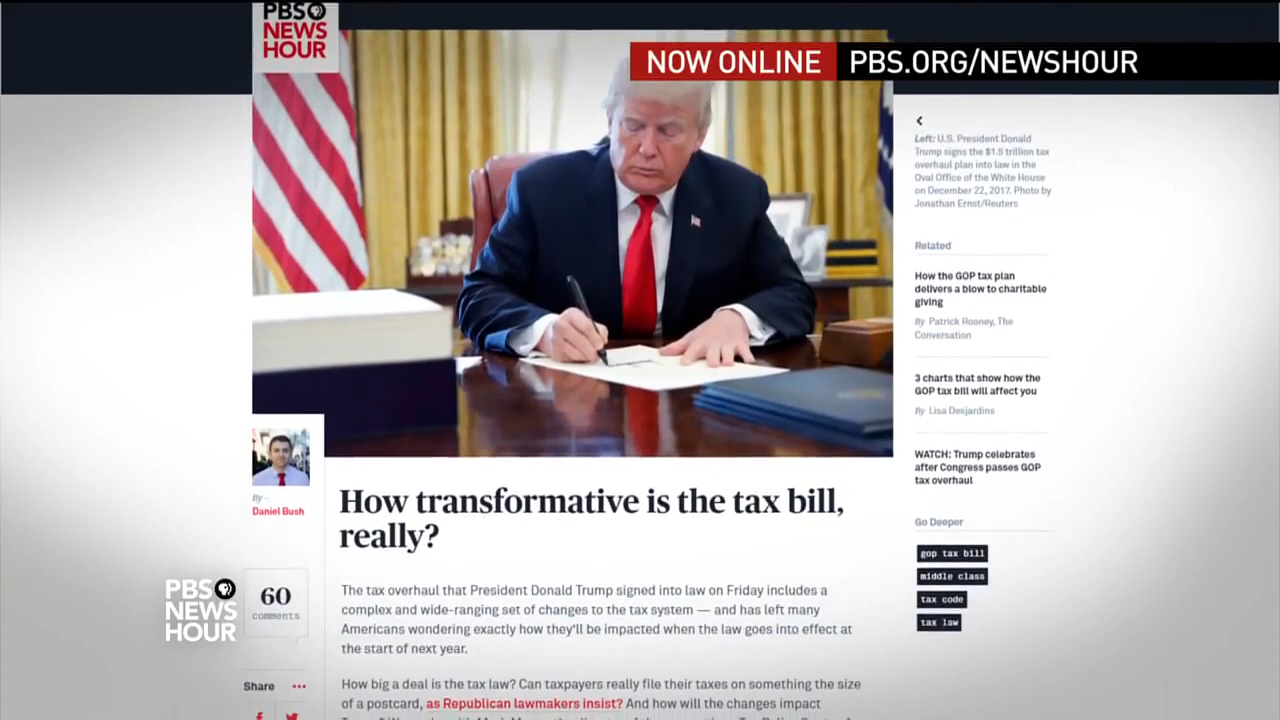 PBS
NEWS
HOUR
NOW ONLINE PBS.ORG/NEWSHOUR
Left: U.S. President Donald
Trump signs the $1.5 trillion tax
overhaul plan into law in the
Oval Office of the White House
on December 22, 2017. Photo by
Jonathan Ernst/Reuters
Related
How the GOP tax plan
delivers a blow to charitable
giving
By Patrick Rooney, The
Conversation
3 charts that show how the
GOP tax bill will affect you
By Lisa Desjardins
WATCH: Trump celebrates
after Congress passes GOP
tax overhaul
Go Deeper
gop tax bill
middle class
tax code
tax law
By -
Daniel Bush
How transformative is the tax bill,
really?
PBS
NEWS
HOUR
60
comments
The tax overhaul that President Donald Trump signed into law on Friday includes a
complex and wide-ranging set of changes to the tax system — and has left many
Americans wondering exactly how they'll be impacted when the law goes into effect at
the start of next year.
Share
How big a deal is the tax law? Can taxpayers really file their taxes on something the size
of a postcard, as Republican lawmakers insist? And how will the changes impact